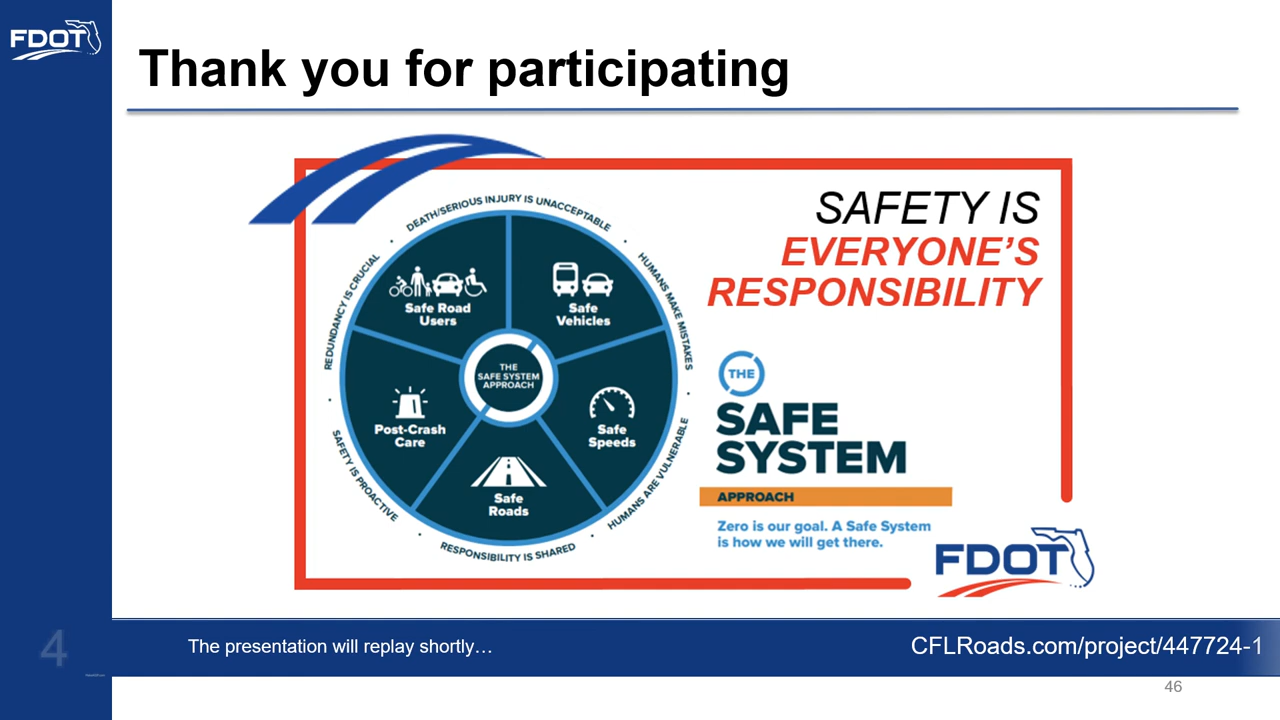 FDOT
Thank you for participating
DEATH/SERIOUS INJURY IS UNACCEPTABLE
HUMANS MAKE MISTAKES
HUMANS ARE VULNERABLE
RESPONSIBILITY IS SHARED
SAFETY IS PROACTIVE
REDUNDANCY IS CRUCIAL
Safe Road
Users
Safe
Vehicles
THE
SAFE SYSTEM
APPROACH
Post-Crash
Care
Safe
Speeds
Safe
Roads
SAFETY IS
EVERYONE'S
RESPONSIBILITY
THE
SAFE
SYSTEM
APPROACH
Zero is our goal. A Safe System
is how we will get there.
FDOT
4
The presentation will replay shortly…
CFLRoads.com/project/447724-1
46